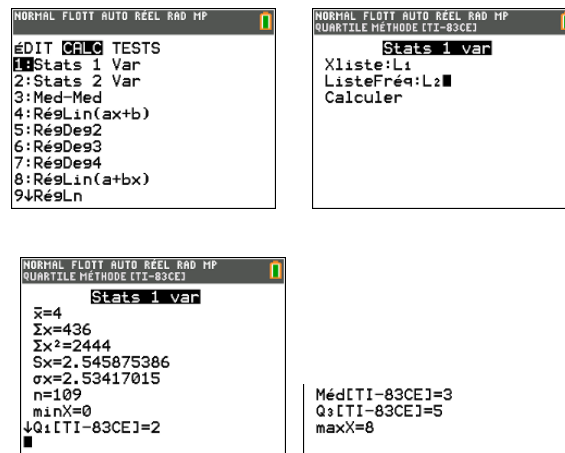 NORMAL FLOTT AUTO RÉEL RAD MP
ÉDIT CALC TESTS
1:Stats 1 Var
2:Stats 2 Var
3:Med-Med
4:RégLin(ax+b)
5:RégDeg2
6:RégDeg3
7:RégDeg4
8:RégLin(a+bx)
9↓RégLn
NORMAL FLOTT AUTO RÉEL RAD MP
QUARTILE MÉTHODE [TI-83CE]
Stats 1 var
Xliste:L₁
ListeFréq:L₂
Calculer
NORMAL FLOTT AUTO RÉEL RAD MP
QUARTILE MÉTHODE [TI-83CE]
Stats 1 var
x̄=4
Σx=436
Σx²=2444
Sx=2.545875386
σx=2.53417015
n=109
minX=0
↓Q₁[TI-83CE]=2
Méd[TI-83CE]=3
Q₃[TI-83CE]=5
maxX=8